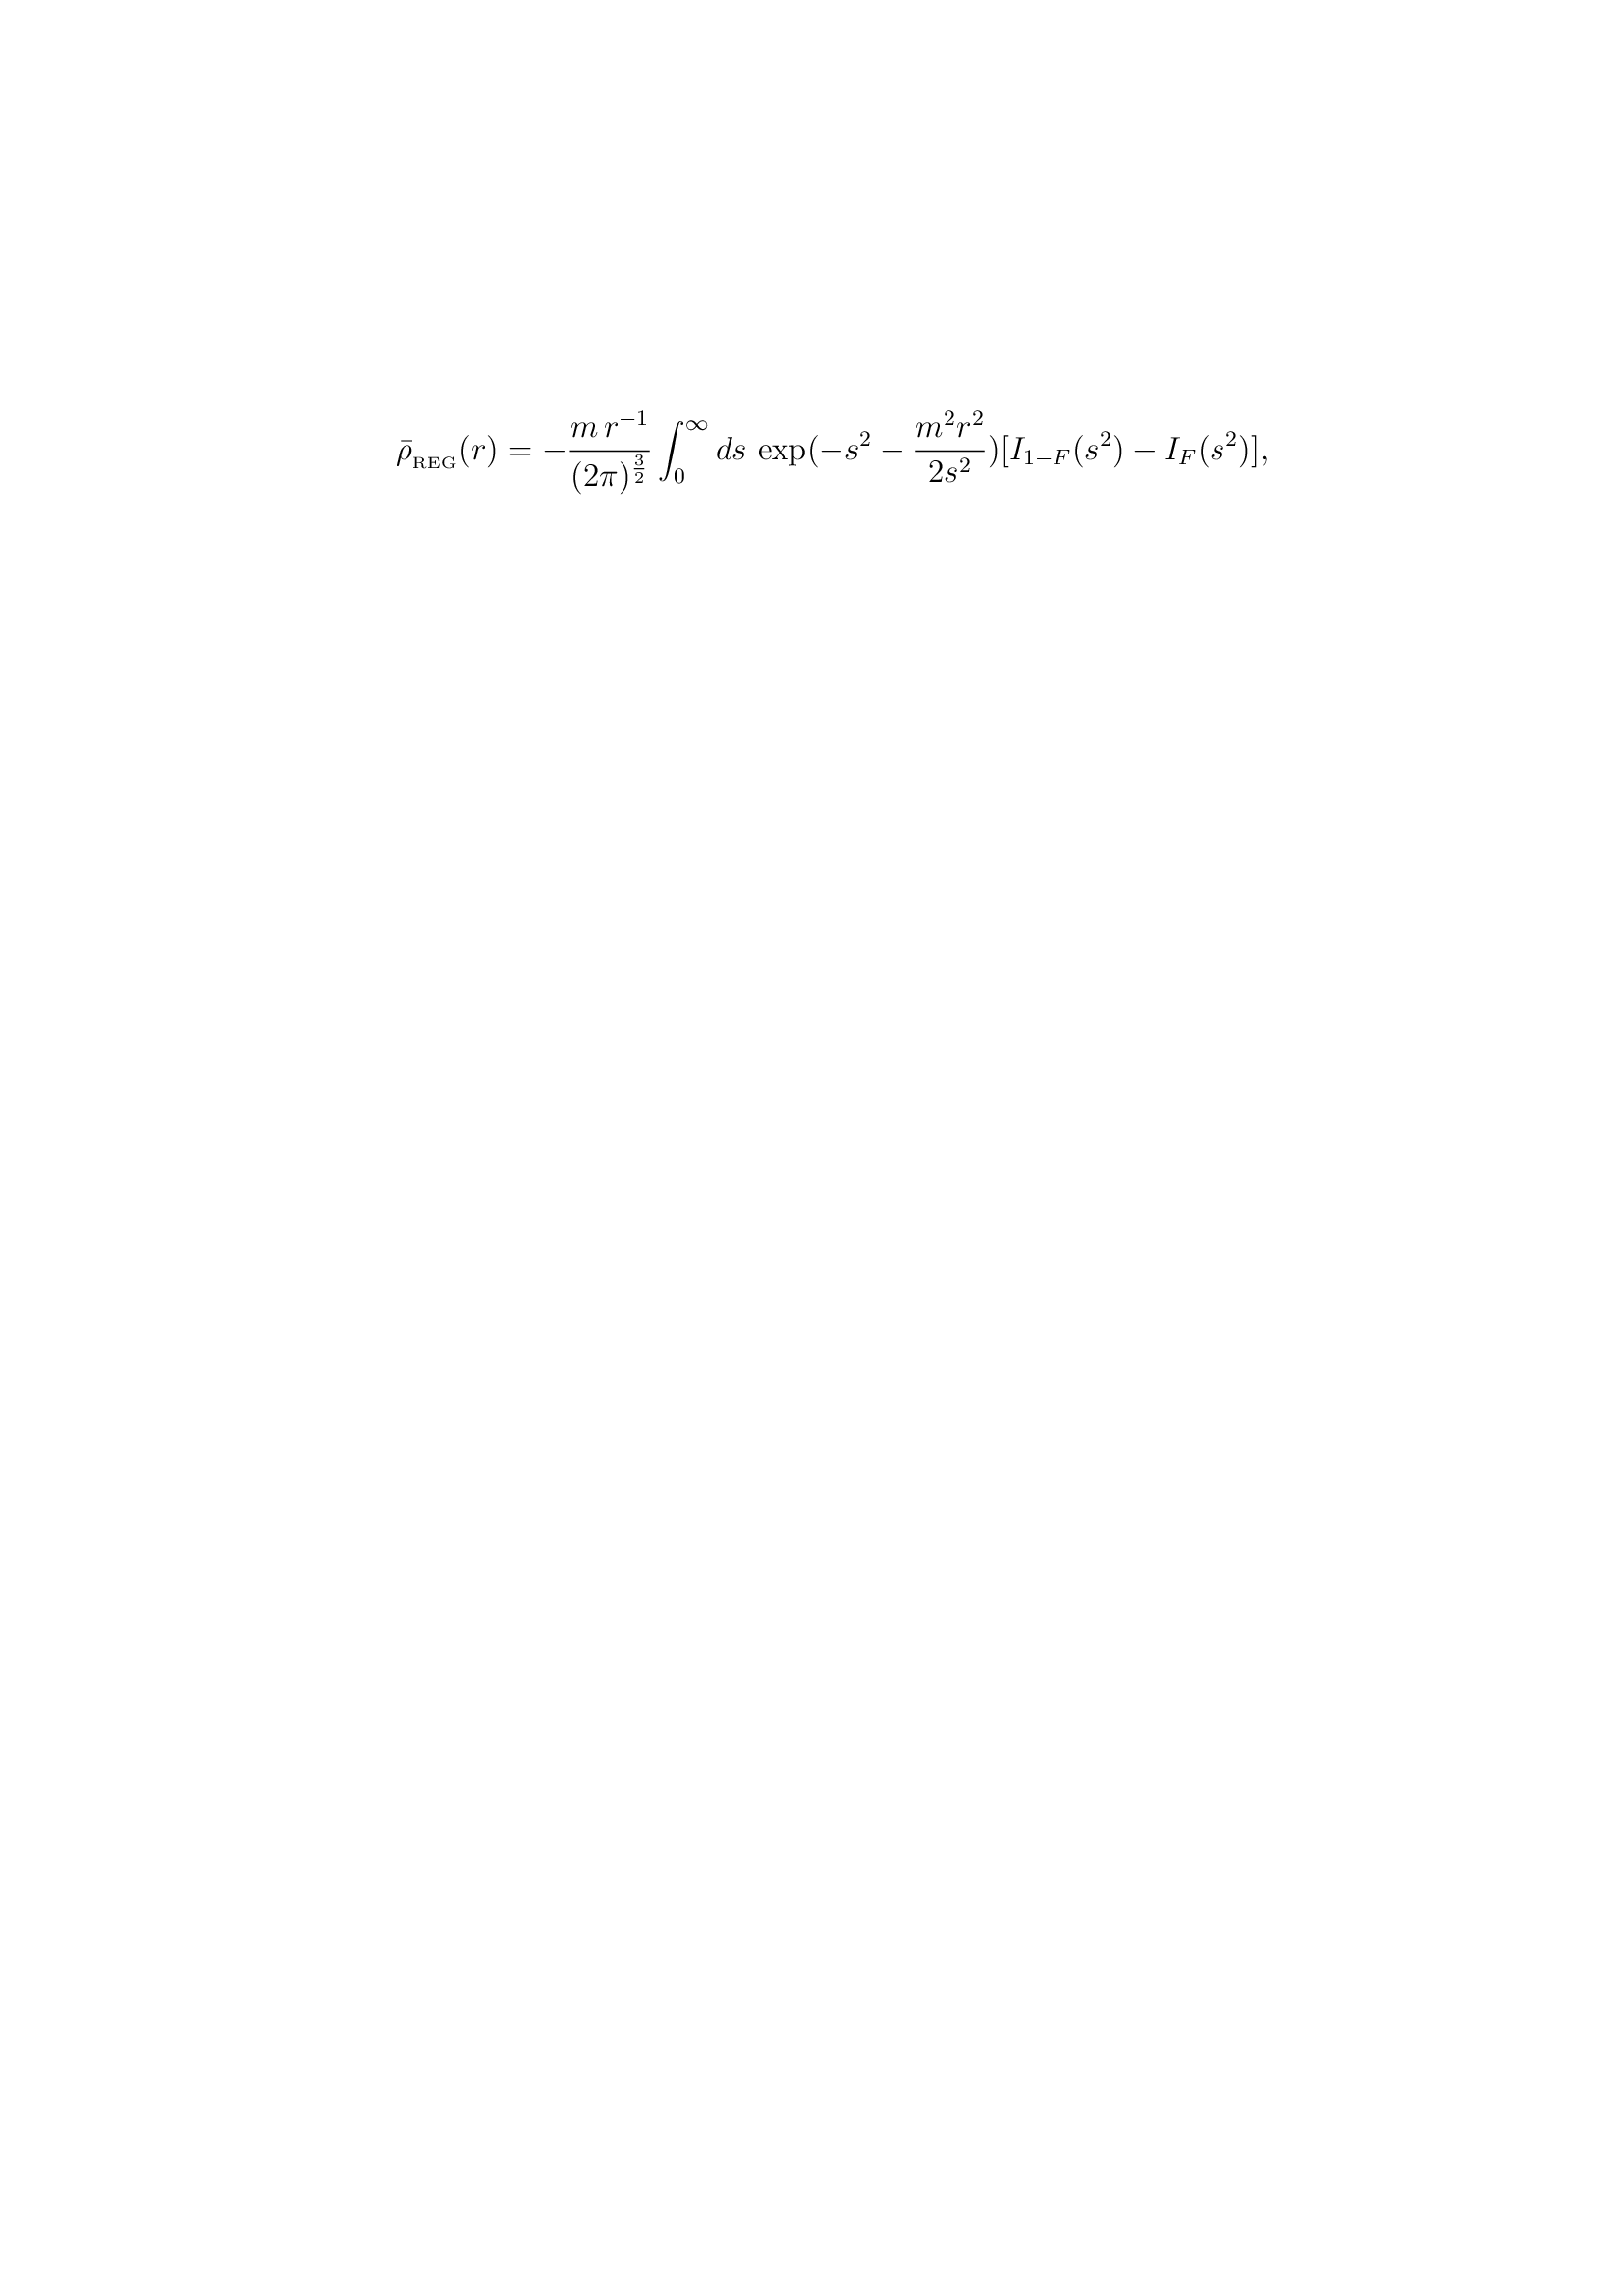 $$\bar{\rho}_{\text{REG}}(r) = -\frac{m\, r^{-1}}{(2\pi)^{\frac{3}{2}}} \int_0^\infty ds\, \exp(-s^2 - \frac{m^2 r^2}{2s^2})[I_{1-F}(s^2) - I_F(s^2)],$$